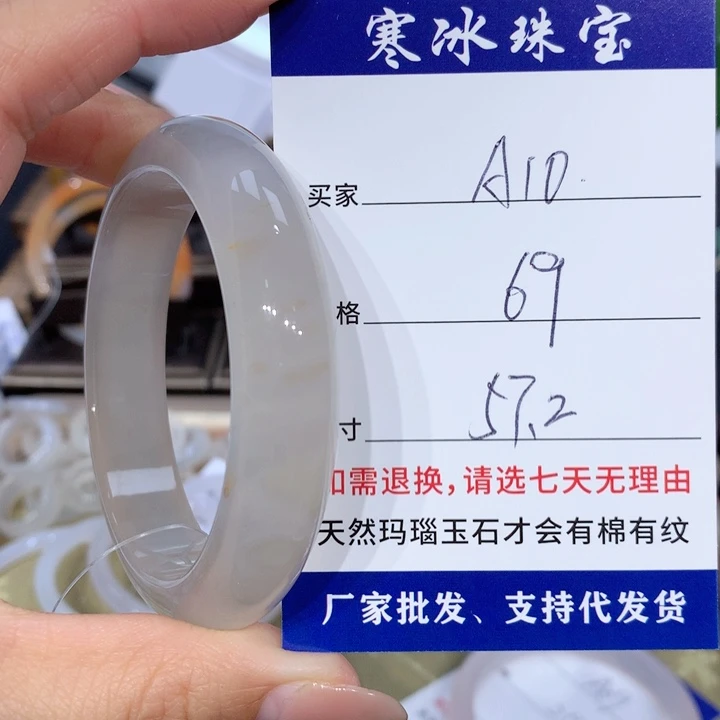 寒冰珠宝
买家 A10
格 69
寸 57.2
如需退换,请选七天无理由
天然玛瑙玉石才会有棉有纹
厂家批发、支持代发货